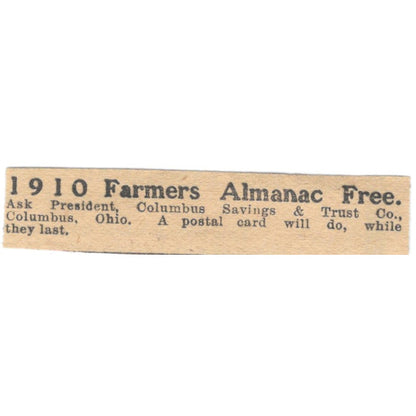 1910 Farmers Almanac Free.
Ask President, Columbus Savings & Trust Co.,
Columbus, Ohio. A postal card will do, while
they last.